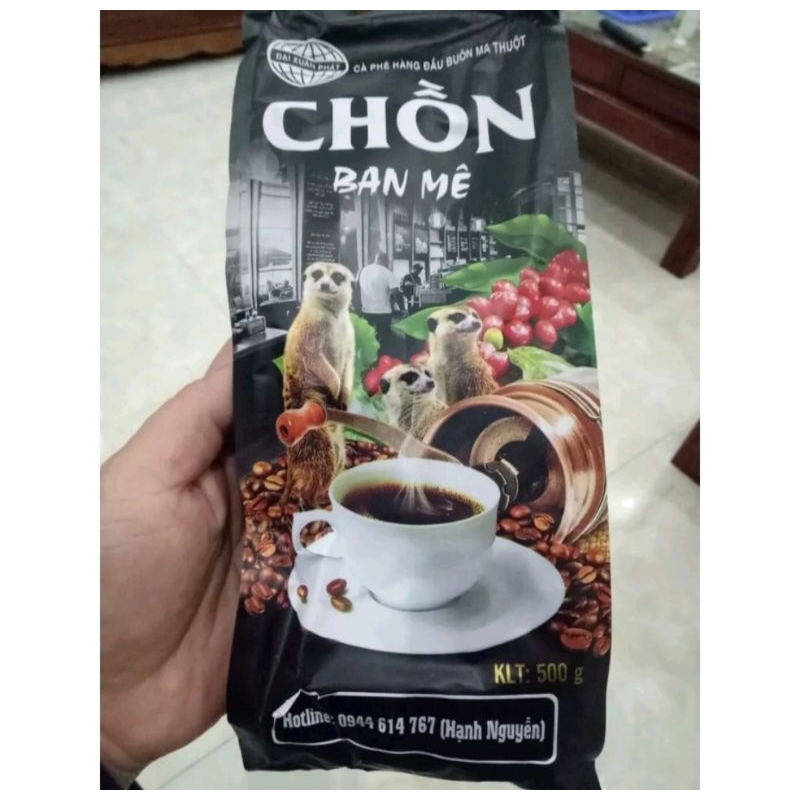 ĐẠI XUÂN PHÁT
CÀ PHÊ HÀNG ĐẦU BUÔN MA THUỘT
CHỒN
BAN MÊ
KLT: 500 g
Hotline: 0944 614 767 (Hạnh Nguyễn)